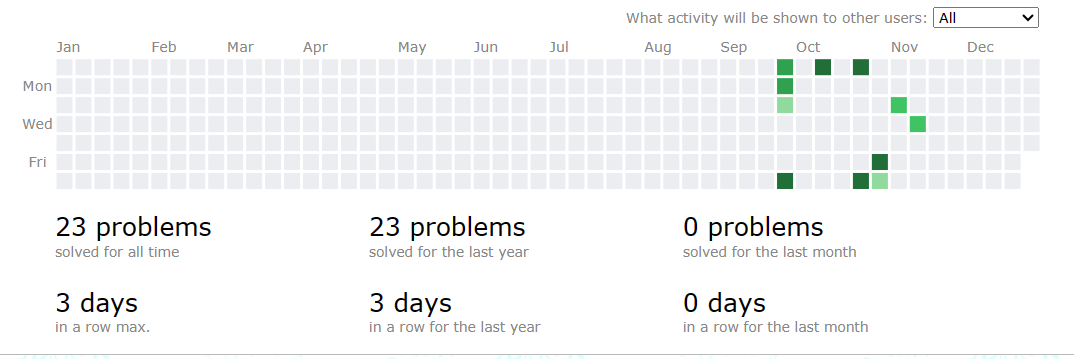 What activity will be shown to other users: All
Jan Feb Mar Apr May Jun Jul Aug Sep Oct Nov Dec
Mon
Wed
Fri
23 problems 23 problems 0 problems
solved for all time solved for the last year solved for the last month
3 days 3 days 0 days
in a row max. in a row for the last year in a row for the last month